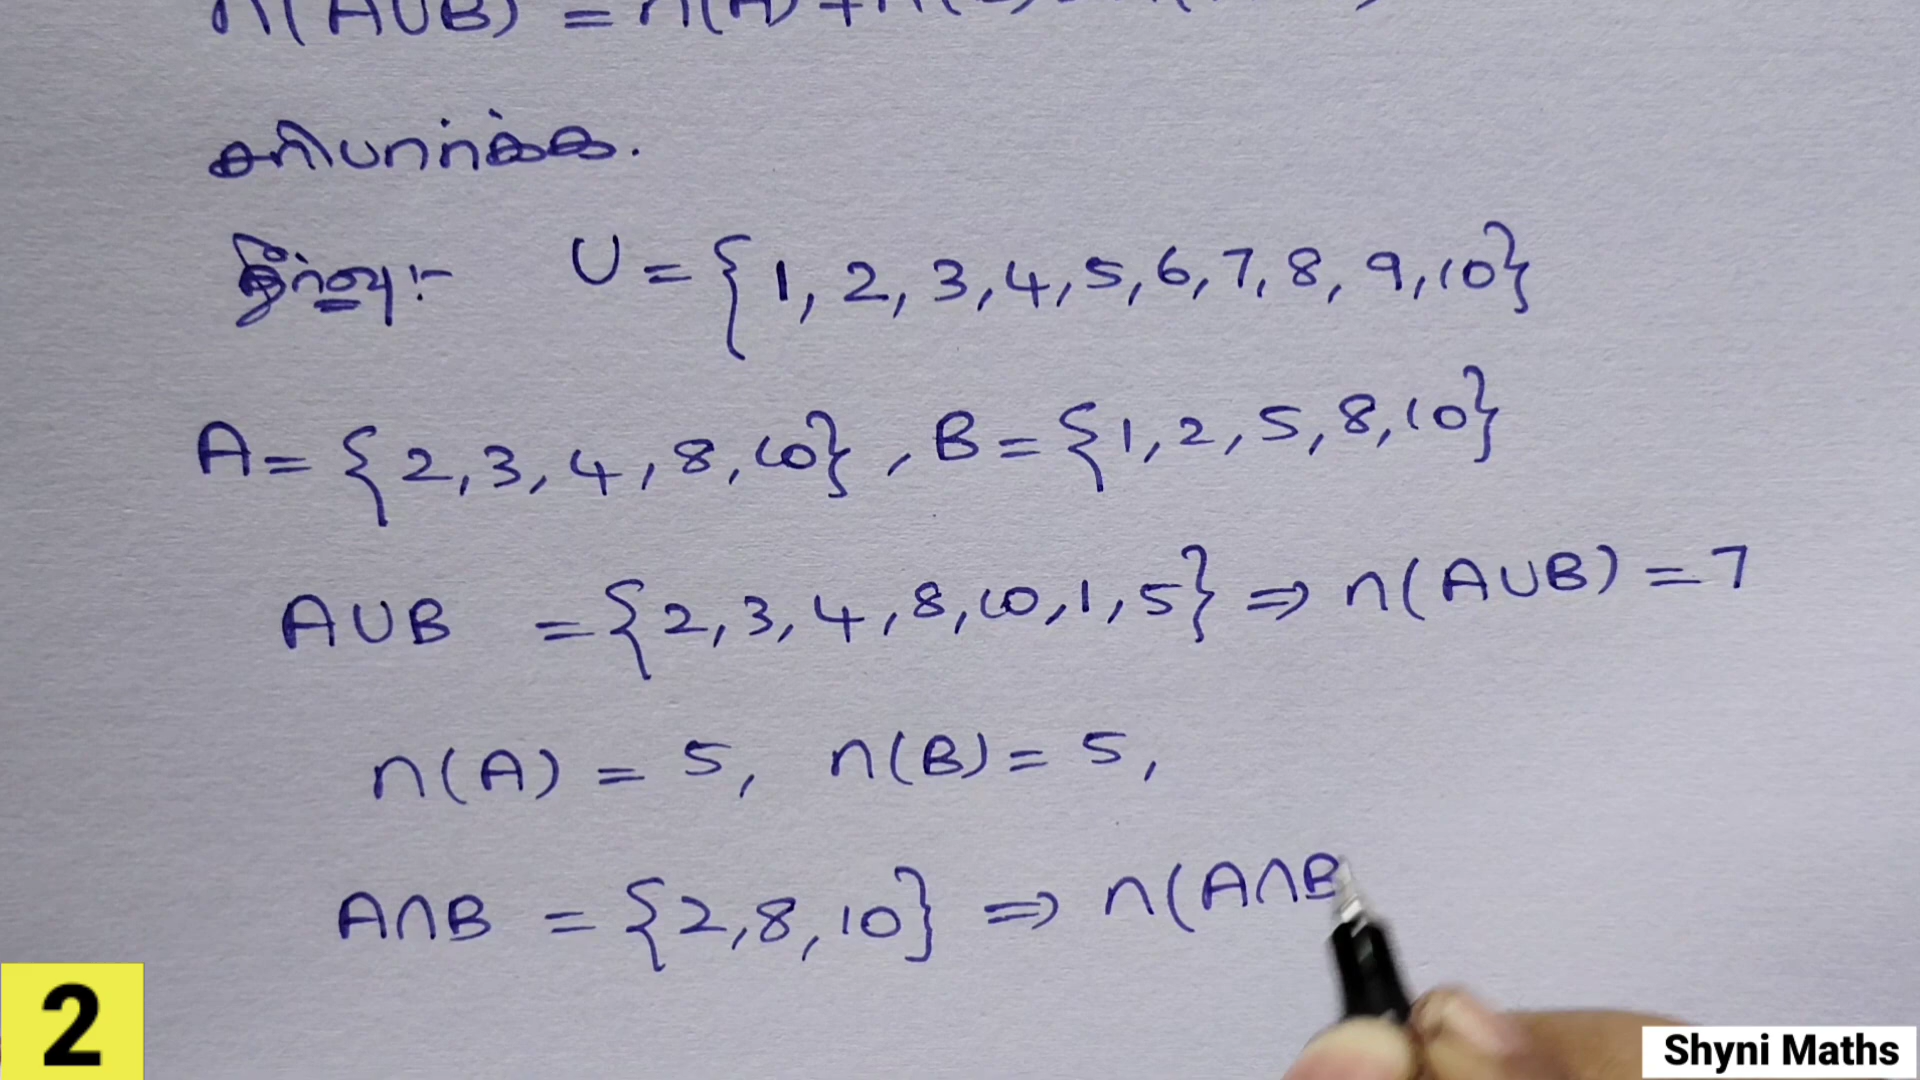 n(A∪B) = n(A)+n(
சரிபார்க்க.
தீர்வு:- U = {1, 2, 3, 4, 5, 6, 7, 8, 9, 10}
A = {2, 3, 4, 8, 10}, B = {1, 2, 5, 8, 10}
A∪B = {2, 3, 4, 8, 10, 1, 5} ⇒ n(A∪B) = 7
n(A) = 5, n(B) = 5,
A∩B = {2, 8, 10} ⇒ n(A∩B
2
Shyni Maths